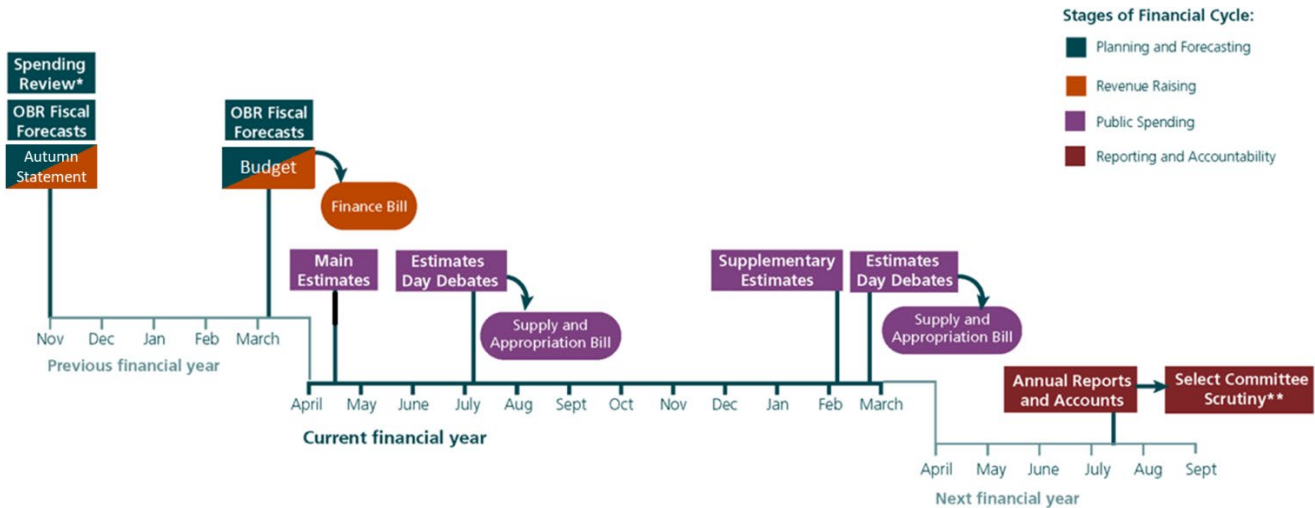 Stages of Financial Cycle:
Planning and Forecasting
Revenue Raising
Public Spending
Reporting and Accountability
Spending
Review*
OBR Fiscal
Forecasts
Autumn
Statement
OBR Fiscal
Forecasts
Budget
Finance Bill
Main
Estimates
Estimates
Day Debates
Supply and
Appropriation Bill
Supplementary
Estimates
Estimates
Day Debates
Supply and
Appropriation Bill
Nov Dec Jan Feb March
Previous financial year
April May June July Aug Sept Oct Nov Dec Jan Feb March
Current financial year
Annual Reports
and Accounts
Select Committee
Scrutiny**
April May June July Aug Sept
Next financial year